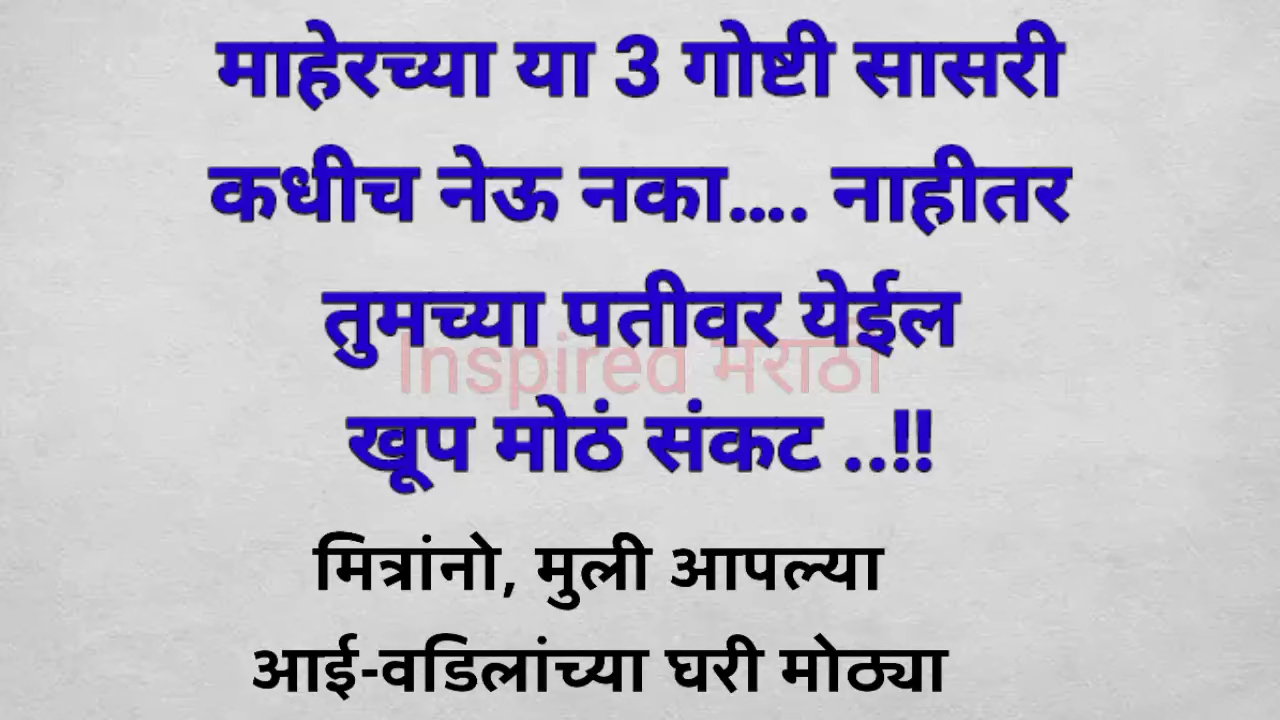 माहेरच्या या 3 गोष्टी सासरी
कधीच नेऊ नका.... नाहीतर
तुमच्या पतीवर येईल
Inspired मराठी
खूप मोठं संकट ..!!
मित्रांनो, मुली आपल्या
आई-वडिलांच्या घरी मोठ्या